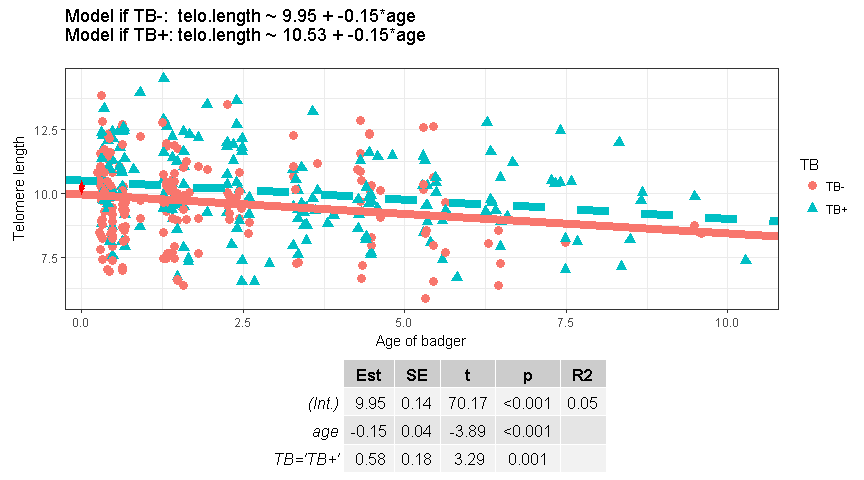 Model if TB-: telo.length ~ 9.95 + -0.15*age
Model if TB+: telo.length ~ 10.53 + -0.15*age
12.5
10.0
7.5
Telomere length
0.0 2.5 5.0 7.5 10.0
Age of badger
TB
TB-
TB+
Est SE t p R2
(Int.) 9.95 0.14 70.17 <0.001 0.05
age -0.15 0.04 -3.89 <0.001
TB='TB+' 0.58 0.18 3.29 0.001